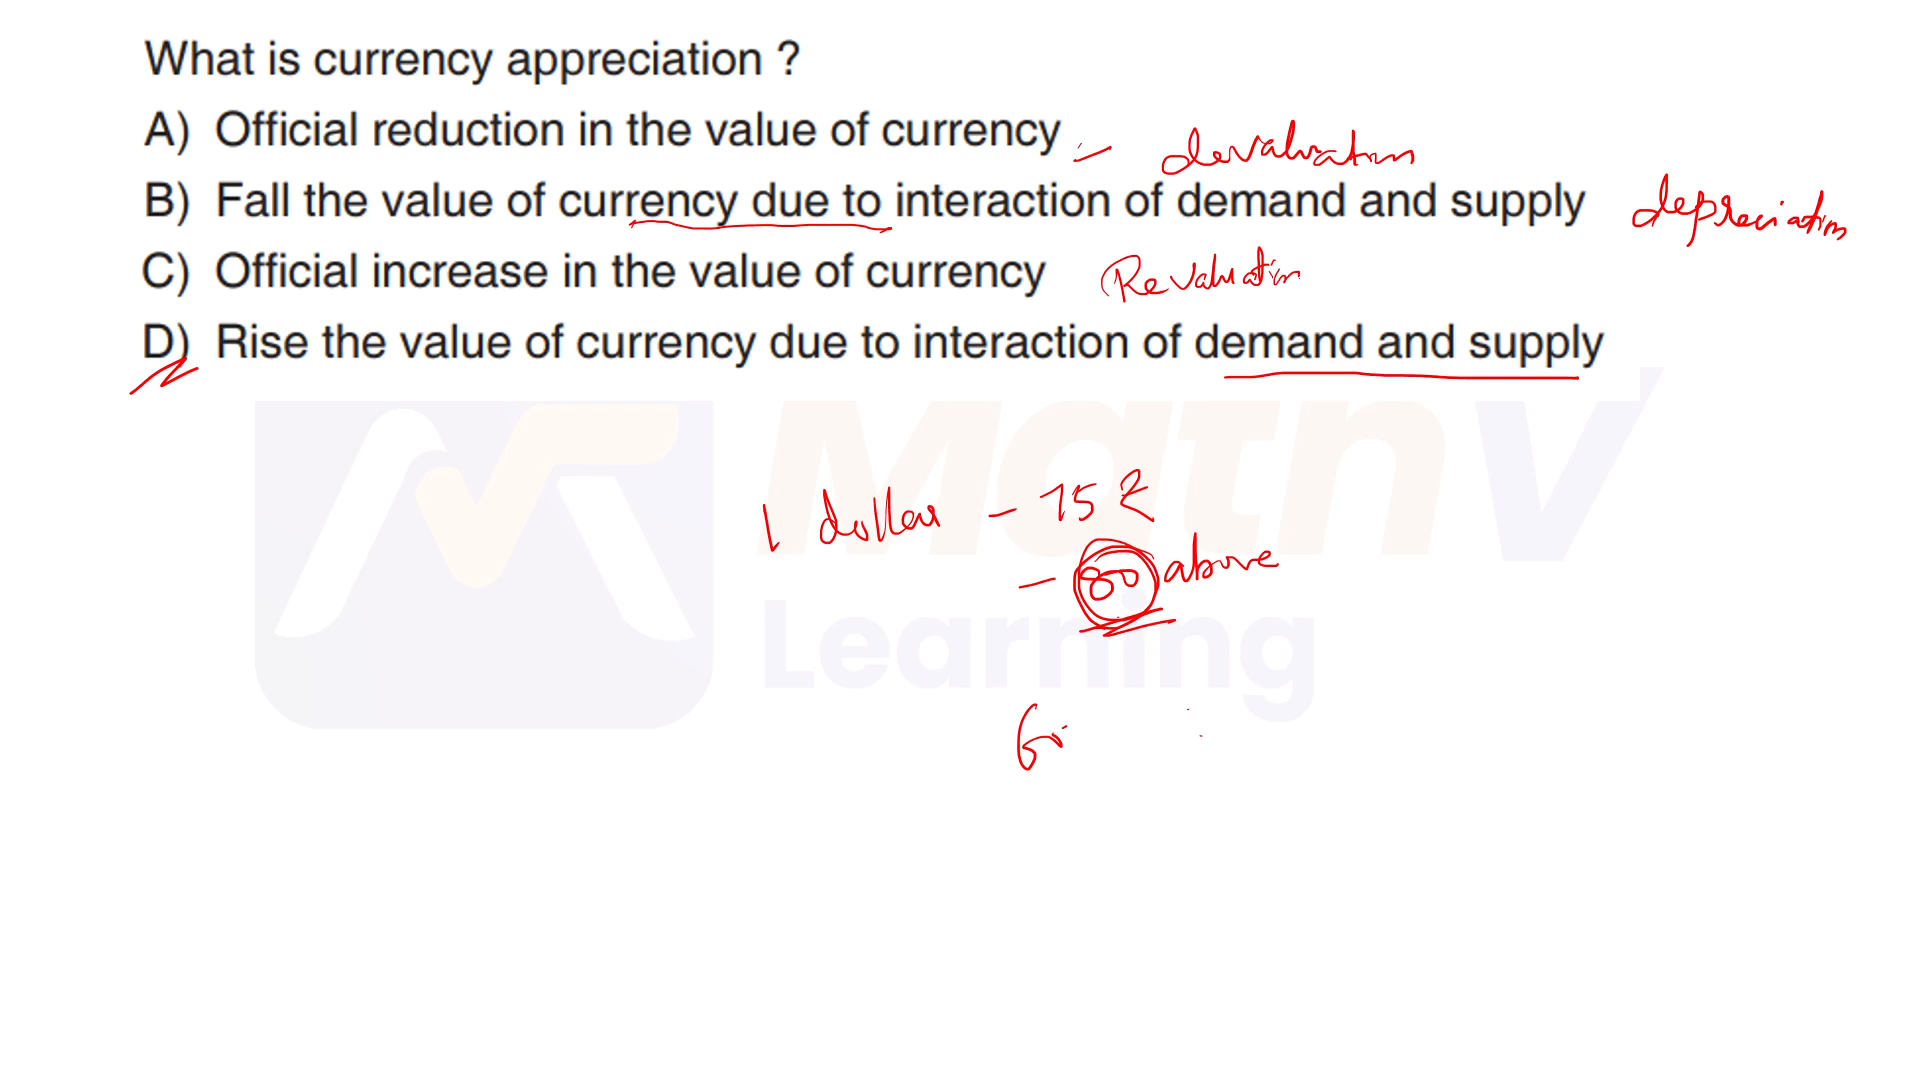 What is currency appreciation ?
A) Official reduction in the value of currency - devaluation
B) Fall the value of currency due to interaction of demand and supply depreciation
C) Official increase in the value of currency Revaluation
D) Rise the value of currency due to interaction of demand and supply
MatnV
1 dollar - 75 ₹
- 80 above
Learning
60